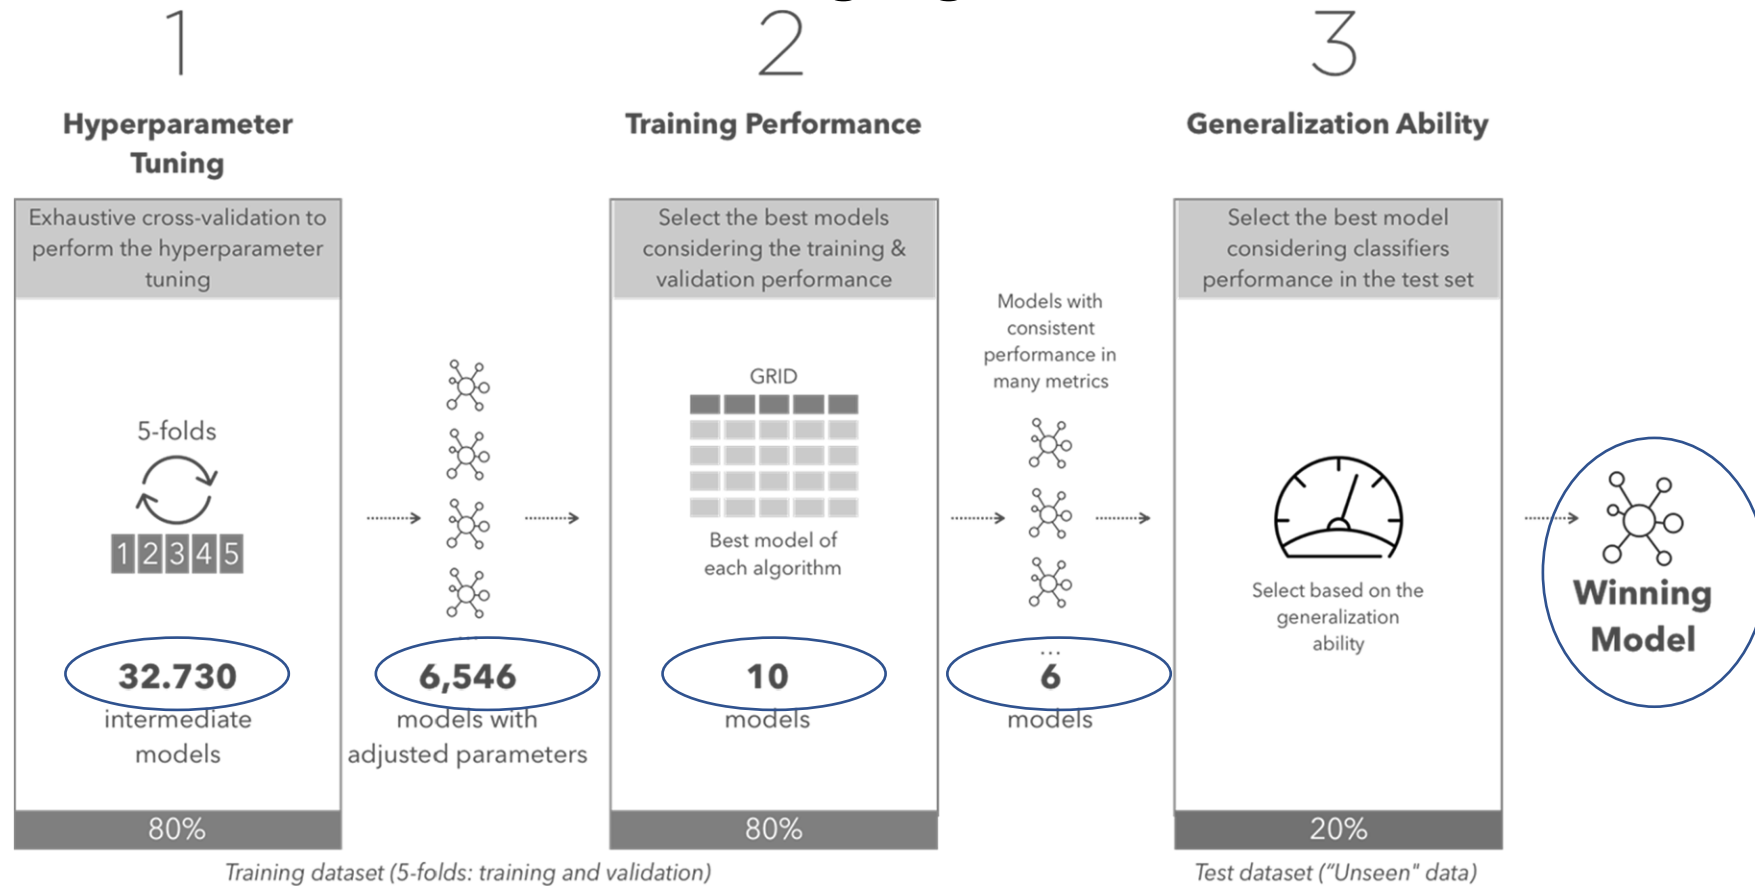 1
Hyperparameter
Tuning
Exhaustive cross-validation to
perform the hyperparameter
tuning
5-folds
1 2 3 4 5
32.730
intermediate
models
80%
...
6,546
models with
adjusted parameters
2
Training Performance
Select the best models
considering the training &
validation performance
GRID
Best model of
each algorithm
10
models
80%
Training dataset (5-folds: training and validation)
Models with
consistent
performance in
many metrics
...
6
models
3
Generalization Ability
Select the best model
considering classifiers
performance in the test set
Select based on the
generalization
ability
20%
Test dataset (“Unseen" data)
Winning
Model